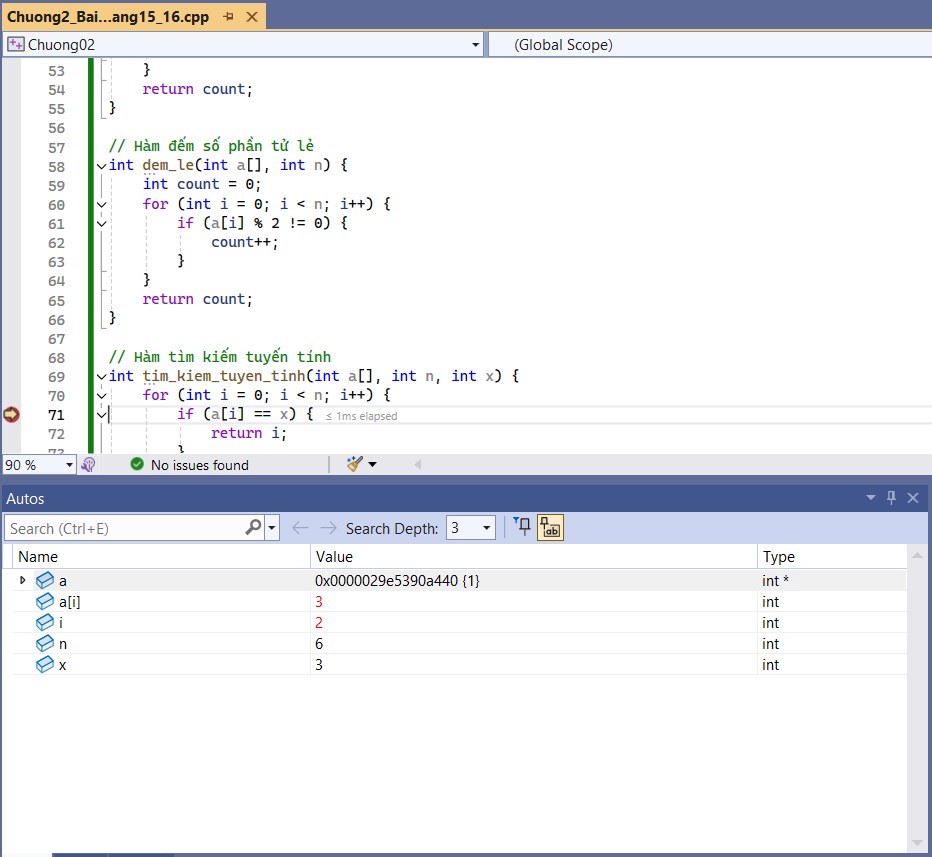 Chuong2_Bai...ang15_16.cpp
Chuong02 (Global Scope)
53 }
54 return count;
55 }
56
57 // Hàm đếm số phần tử lẻ
58 int dem_le(int a[], int n) {
59 int count = 0;
60 for (int i = 0; i < n; i++) {
61 if (a[i] % 2 != 0) {
62 count++;
63 }
64 }
65 return count;
66 }
67
68 // Hàm tìm kiếm tuyến tính
69 int tim_kiem_tuyen_tinh(int a[], int n, int x) {
70 for (int i = 0; i < n; i++) {
71 if (a[i] == x) { ≤ 1ms elapsed
72 return i;
73 }
90 % No issues found
Autos
Search (Ctrl+E) Search Depth: 3
Name Value Type
a 0x0000029e5390a440 {1} int *
a[i] 3 int
i 2 int
n 6 int
x 3 int